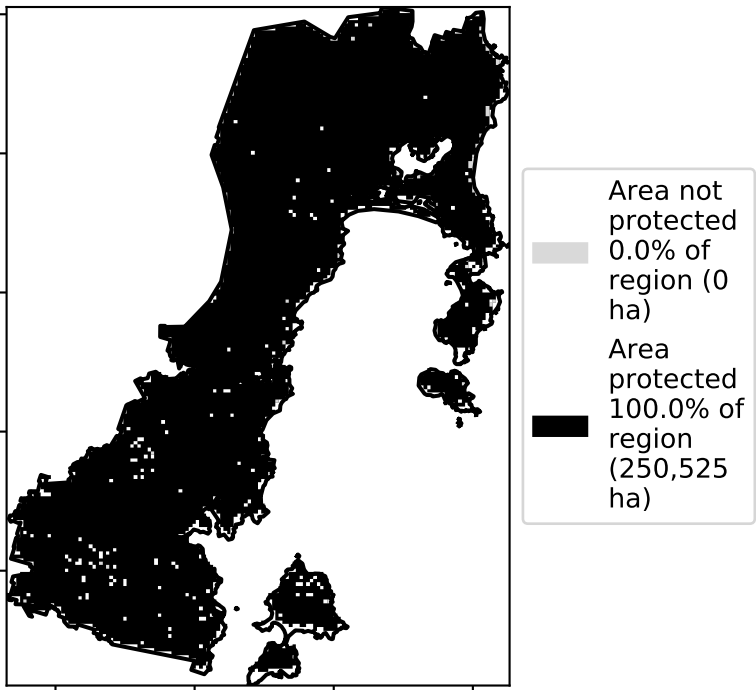 Area not
protected
0.0% of
region (0
ha)
Area
protected
100.0% of
region
(250,525
ha)